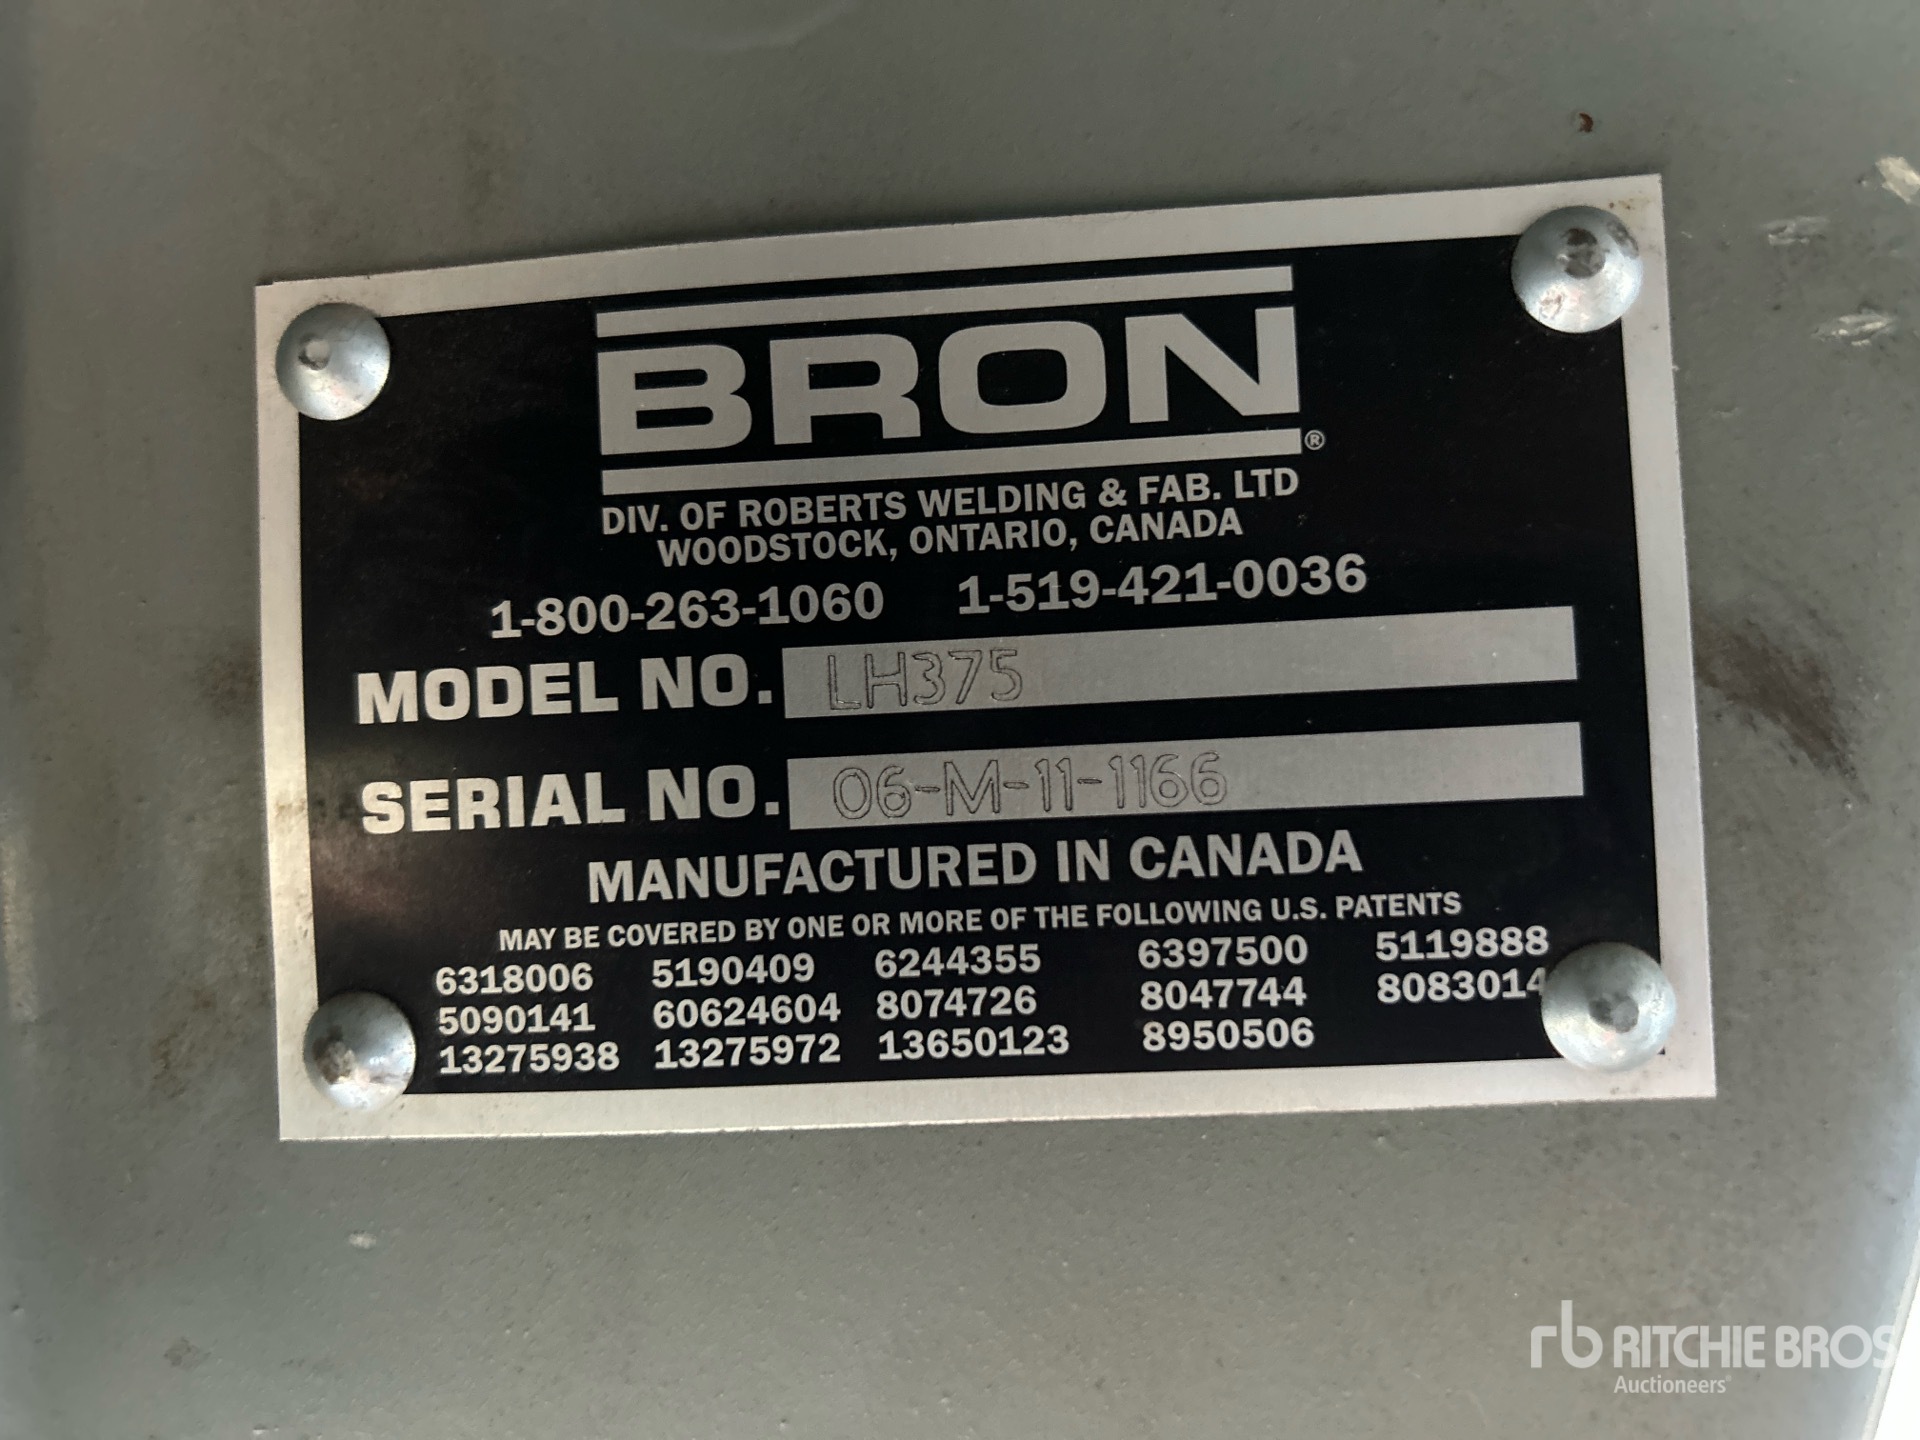 BRON®
DIV. OF ROBERTS WELDING & FAB. LTD
WOODSTOCK, ONTARIO, CANADA
1-800-263-1060 1-519-421-0036
MODEL NO. LH375
SERIAL NO. 06-M-11-1166
MANUFACTURED IN CANADA
MAY BE COVERED BY ONE OR MORE OF THE FOLLOWING U.S. PATENTS
6318006 5190409 6244355 6397500 5119888
5090141 60624604 8074726 8047744 8083014
13275938 13275972 13650123 8950506
rb RITCHIE BROS
Auctioneers